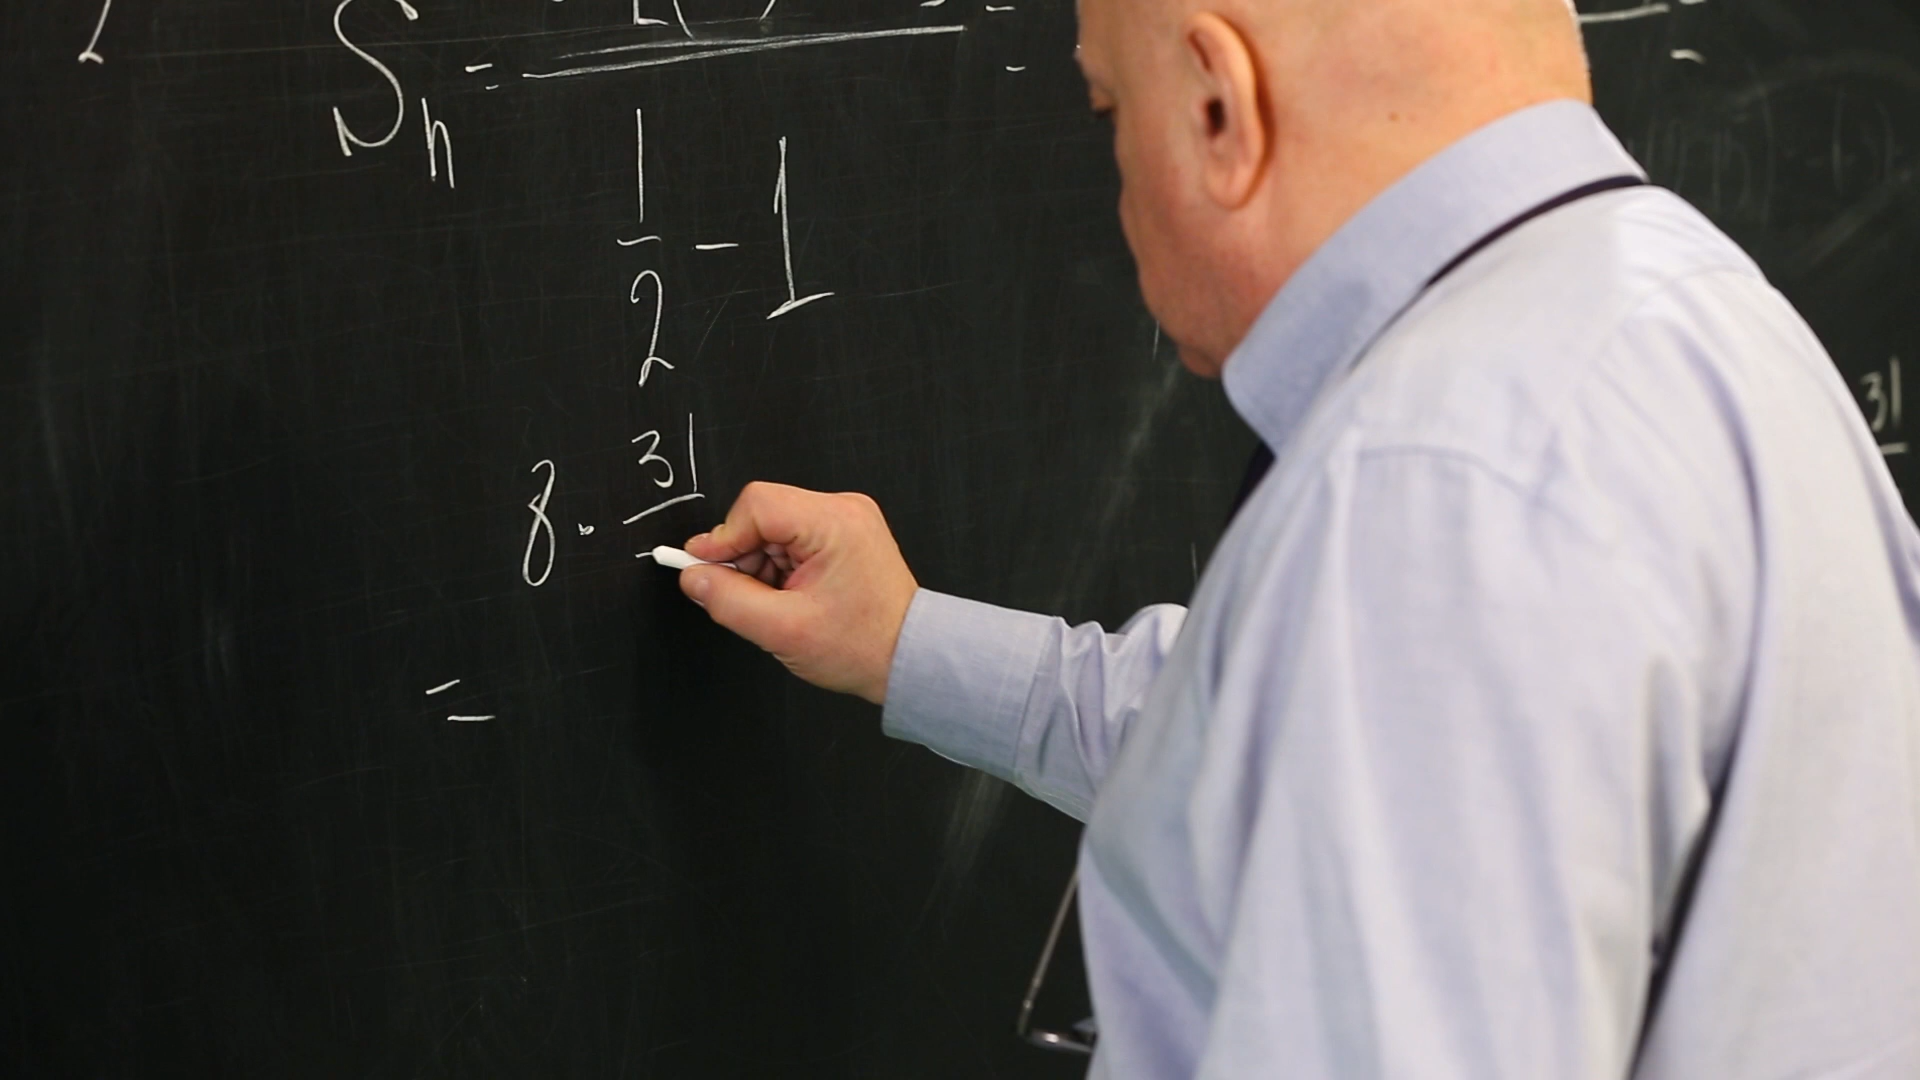 Sn =
1/2 - 1
8 · 31
=
31